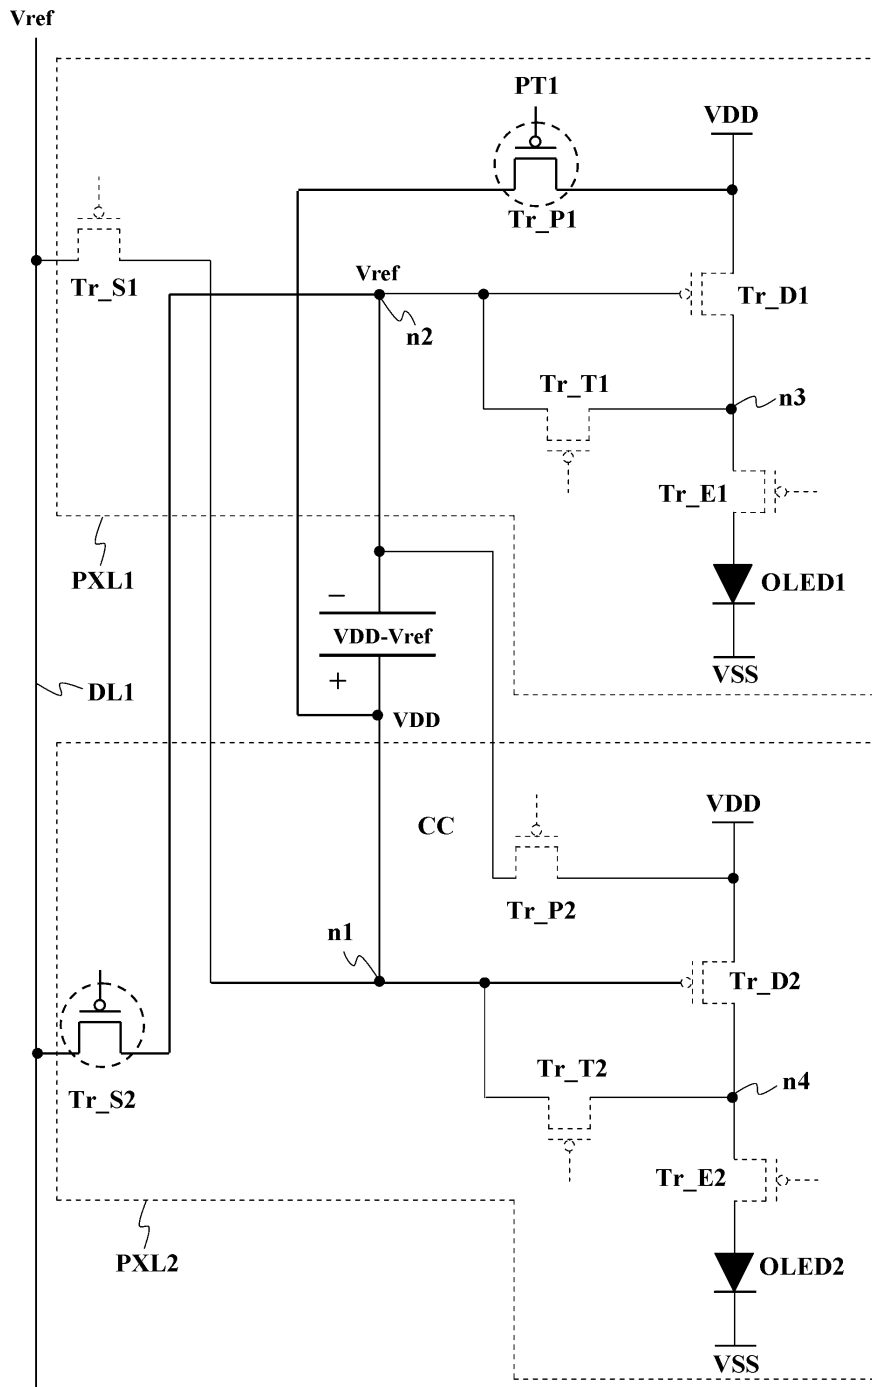 Vref
PT1
VDD
Tr_P1
Vref
Tr_S1
Tr_D1
n2
Tr_T1
n3
Tr_E1
PXL1
OLED1
−
VDD-Vref
+
VSS
DL1
VDD
VDD
CC
Tr_P2
n1
Tr_D2
Tr_T2
n4
Tr_S2
Tr_E2
PXL2
OLED2
VSS